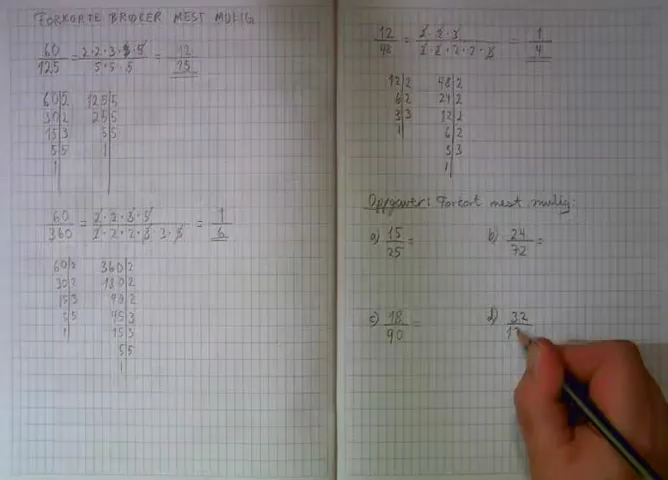 FORKORTE BRØKER MEST MULIG
60/125 = 2·2·3·5·5/5·5·5 = 12/25
60|2 125|5
30|2 25|5
15|3 5|5
5|5 1
1
60/360 = 2·2·3·5/2·2·2·3·3·5 = 1/6
60|2 360|2
30|2 180|2
15|3 90|2
5|5 45|3
1 15|3
5|5
1
12/48 = 2·2·3/2·2·2·2·3 = 1/4
12|2 48|2
6|2 24|2
3|3 12|2
1 6|2
3|3
1
Oppgaver: Forkort mest mulig:
a) 15/25 = b) 24/72 =
c) 18/90 = d) 32/12